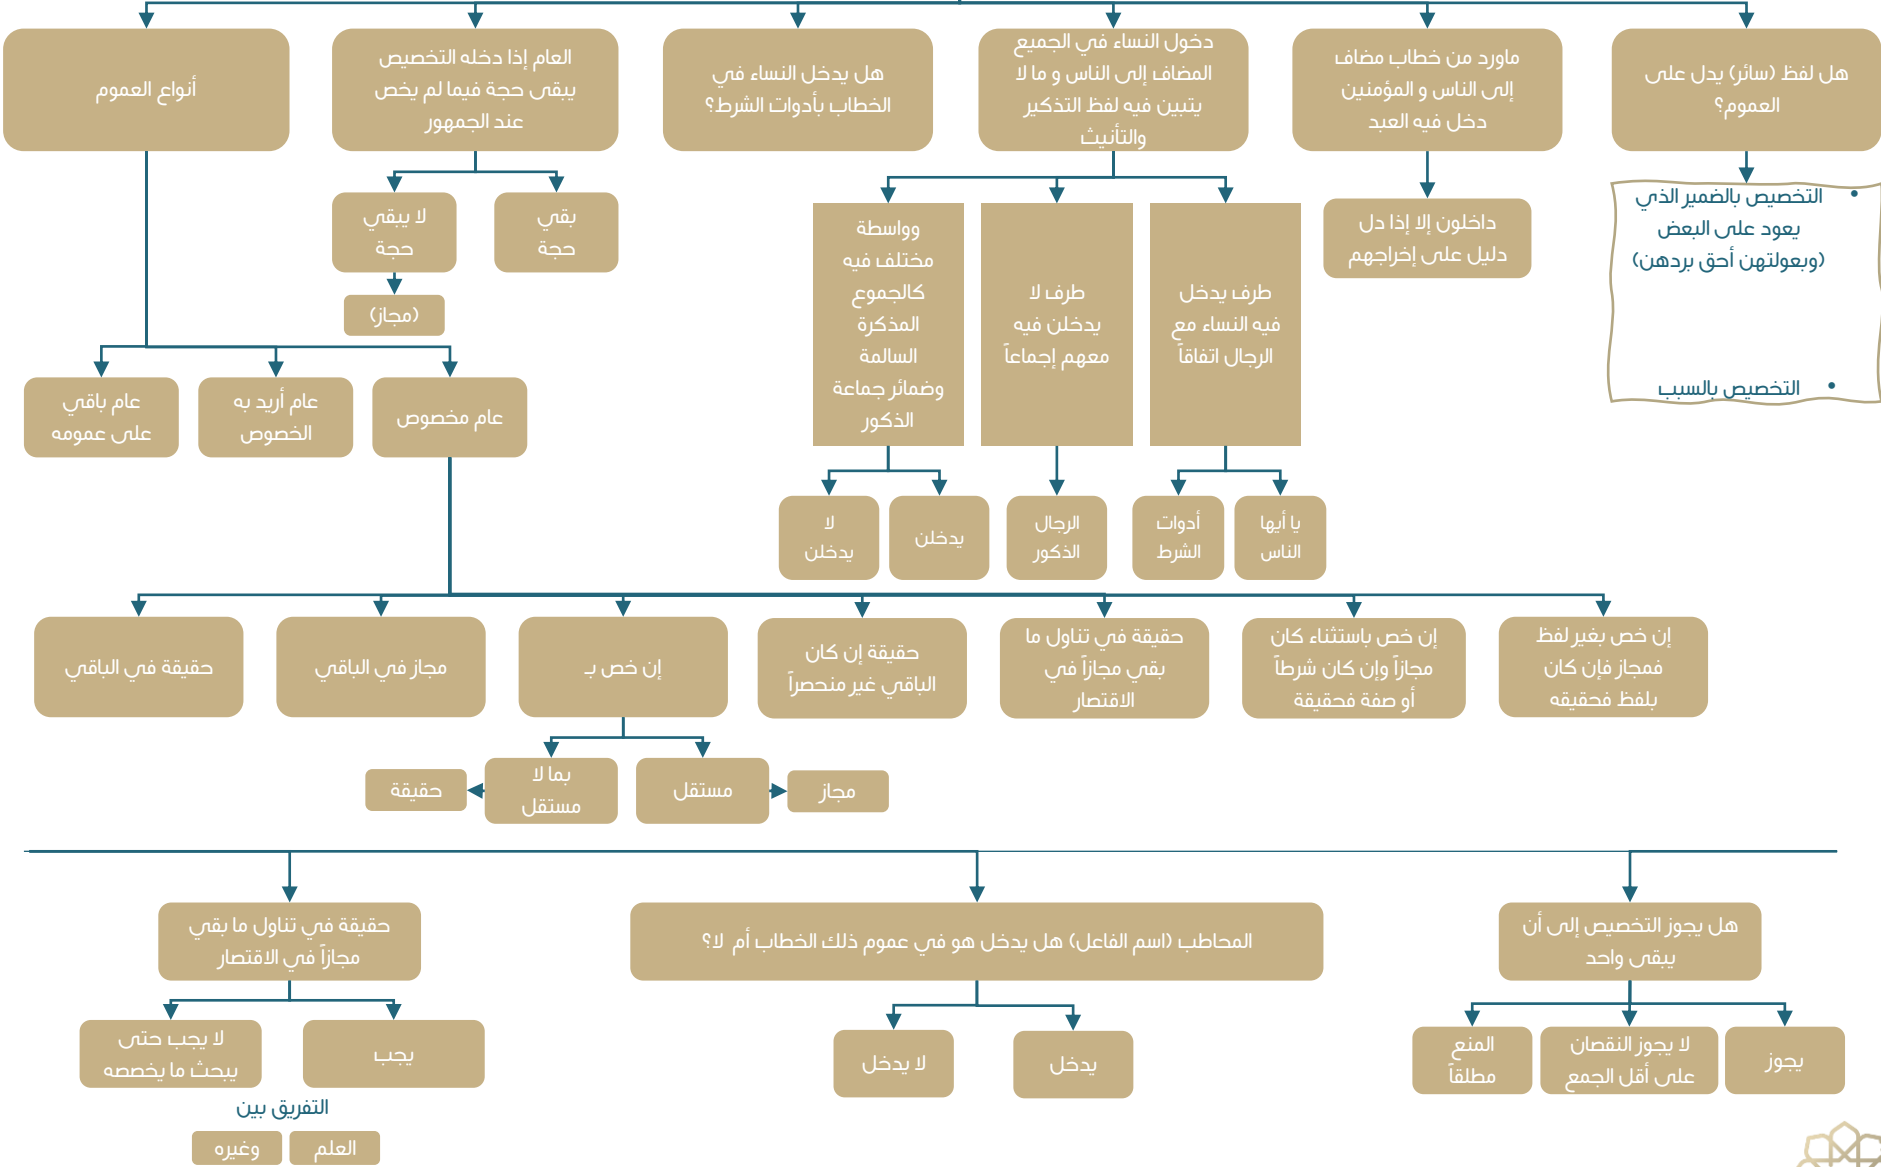 هل لفظ (سائر) يدل على
العموم؟
ماورد من خطاب مضاف
إلى الناس و المؤمنين
دخل فيه العبد
دخول النساء في الجميع
المضاف إلى الناس و ما لا
يتبين فيه لفظ التذكير
والتأنيث
هل يدخل النساء في
الخطاب بأدوات الشرط؟
العام إذا دخله التخصيص
يبقى حجة فيما لم يخص
عند الجمهور
أنواع العموم
• التخصيص بالضمير الذي
يعود على البعض
(وبعولتهن أحق بردهن)
• التخصيص بالسبب
داخلون إلا إذا دل
دليل على إخراجهم
طرف يدخل
فيه النساء مع
الرجال اتفاقاً
طرف لا
يدخلن فيه
معهم إجماعاً
وواسطة
مختلف فيه
كالجموع
المذكرة
السالمة
وضمائر جماعة
الذكور
يا أيها
الناس
أدوات
الشرط
الرجال
الذكور
يدخلن
لا
يدخلن
بقي
حجة
لا يبقي
حجة
(مجاز)
عام مخصوص
عام أريد به
الخصوص
عام باقي
على عمومه
إن خص بغير لفظ
فمجاز فإن كان
بلفظ فحقيقه
إن خص باستثناء كان
مجازاً وإن كان شرطاً
أو صفة فحقيقة
حقيقة في تناول ما
بقي مجازاً في
الاقتصار
حقيقة إن كان
الباقي غير منحصراً
إن خص بـ
مجاز في الباقي
حقيقة في الباقي
مجاز
مستقل
بما لا
مستقل
حقيقة
هل يجوز التخصيص إلى أن
يبقى واحد
المخاطب (اسم الفاعل) هل يدخل هو في عموم ذلك الخطاب أم لا؟
حقيقة في تناول ما بقي
مجازاً في الاقتصار
يجوز
لا يجوز النقصان
على أقل الجمع
المنع
مطلقاً
يدخل
لا يدخل
يجب
لا يجب حتى
يبحث ما يخصصه
التفريق بين
العلم
وغيره